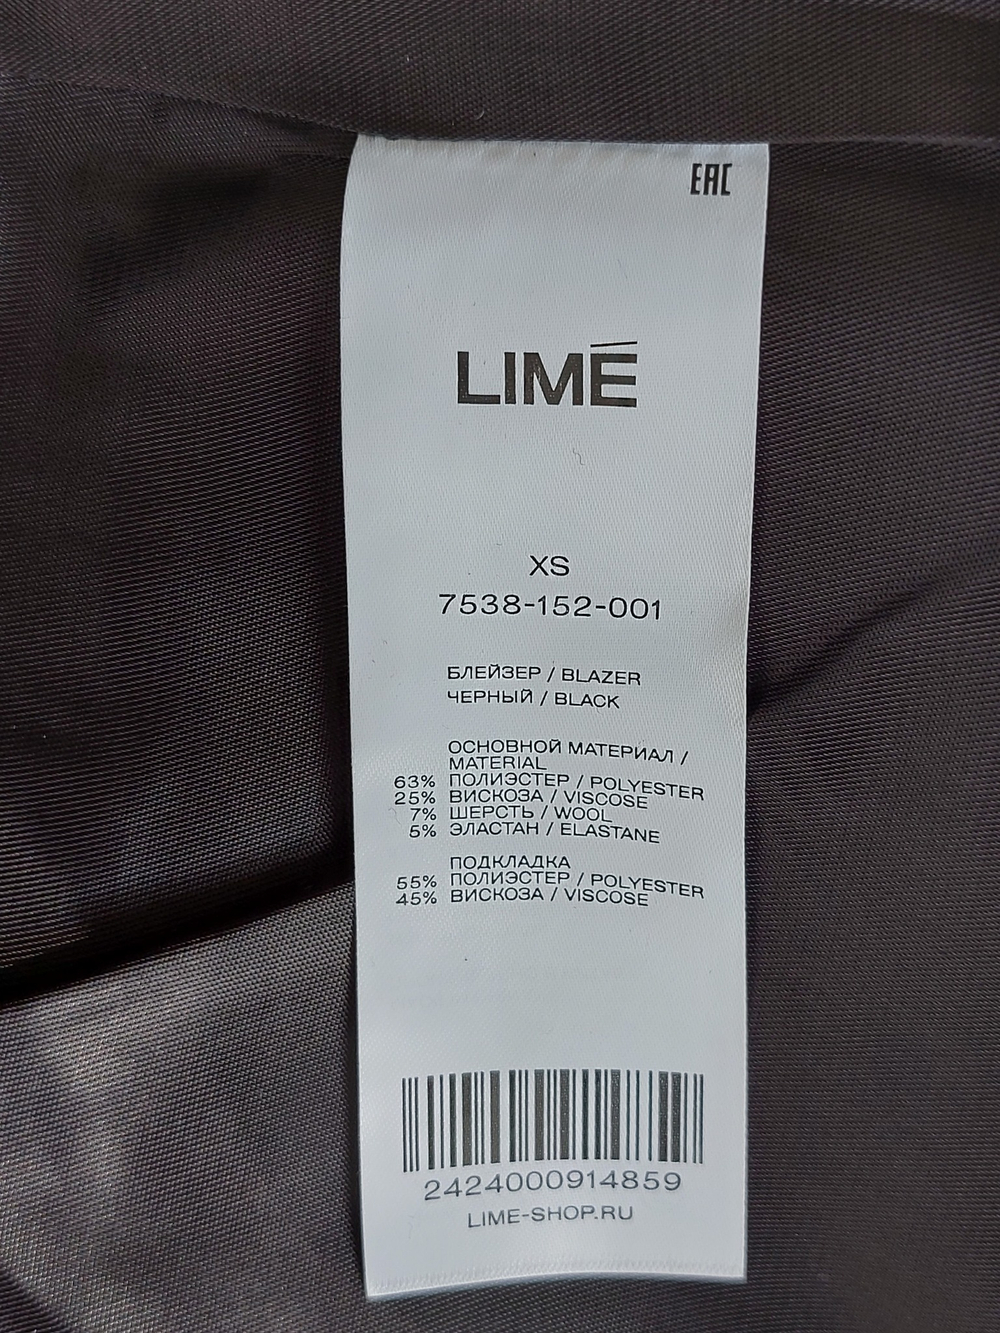 EAC
LIMÉ
XS
7538-152-001
БЛЕЙЗЕР / BLAZER
ЧЕРНЫЙ / BLACK
ОСНОВНОЙ МАТЕРИАЛ /
MATERIAL
63% ПОЛИЭСТЕР / POLYESTER
25% ВИСКОЗА / VISCOSE
7% ШЕРСТЬ / WOOL
5% ЭЛАСТАН / ELASTANE
ПОДКЛАДКА
55% ПОЛИЭСТЕР / POLYESTER
45% ВИСКОЗА / VISCOSE
2424000914859
LIME-SHOP.RU